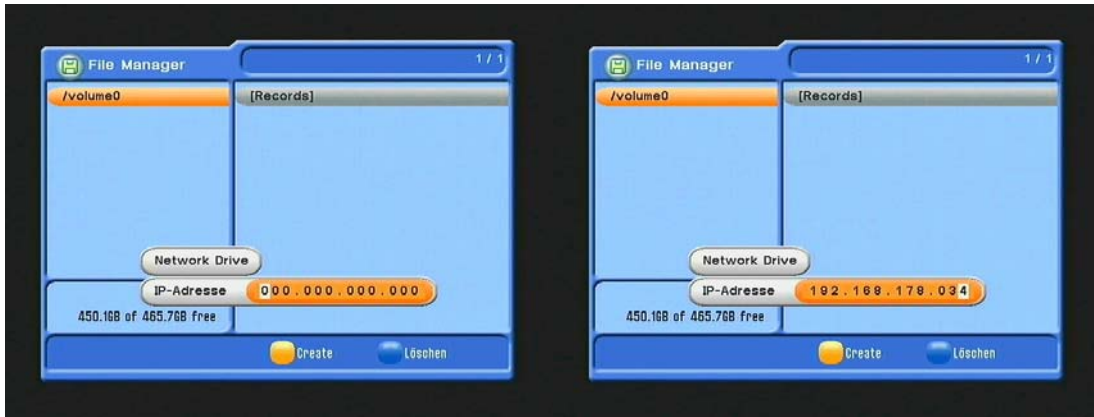 File Manager
1 / 1
/volume0
[Records]
Network Drive
IP-Adresse
000.000.000.000
450.1GB of 465.7GB free
Create
Löschen
File Manager
1 / 1
/volume0
[Records]
Network Drive
IP-Adresse
192.168.178.034
450.1GB of 465.7GB free
Create
Löschen